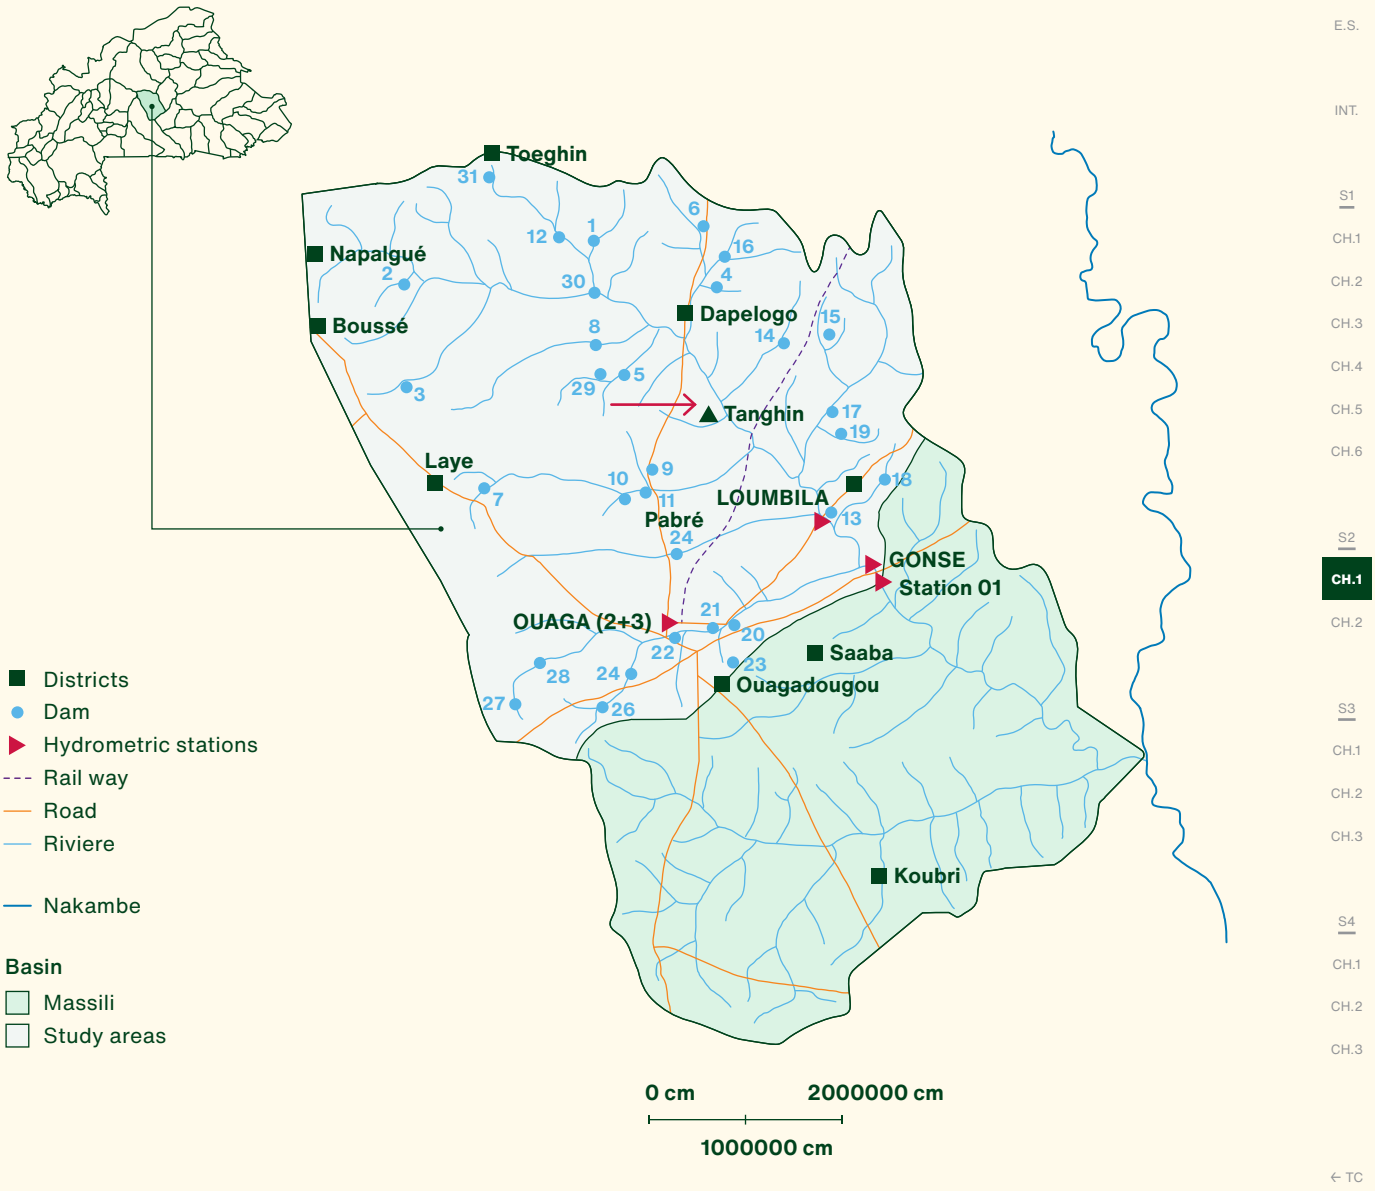 E.S.
INT.
S1
CH.1
CH.2
CH.3
CH.4
CH.5
CH.6
S2
CH.1
CH.2
S3
CH.1
CH.2
CH.3
S4
CH.1
CH.2
CH.3
← TC
Toeghin
31
6
12
1
16
Napalgué
2
30
4
Boussé
8
Dapelogo
14
15
3
29
5
Tanghin
17
19
Laye
7
10
9
11
LOUMBILA
18
13
Pabré
24
GONSE
Station 01
OUAGA (2+3)
21
20
22
23
Saaba
28
24
Ouagadougou
27
26
Koubri
Districts
Dam
Hydrometric stations
Rail way
Road
Riviere
Nakambe
Basin
Massili
Study areas
0 cm
2000000 cm
1000000 cm